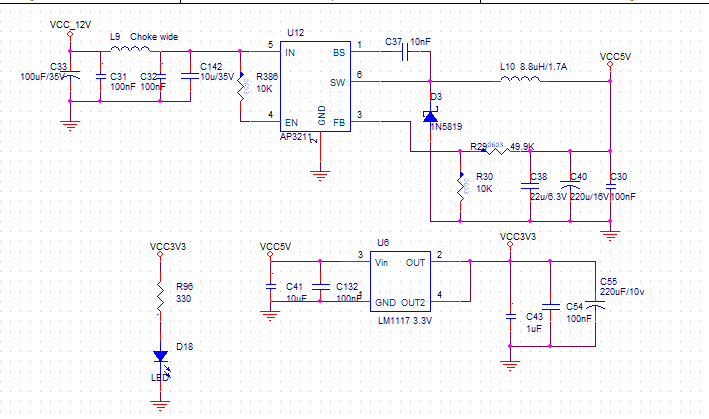 VCC_12V
L9 Choke wide
C33
100uF/35V
C31
100nF
C32
100nF
C142
10u/35V
R386
10K
0603
U12
5 IN
4 EN
BS 1
SW 6
FB 3
GND
2
AP3211
C37 10nF
L10 8.8uH/1.7A
VCC5V
D3
1N5819
R29 0603 49.9K
R30
10K
0603
C38
22u/6.3V
C40
220u/16V
C30
100nF
VCC3V3
R96
330
D18
LED
VCC5V
C41
10uF
C132
100nF
U6
3 Vin
OUT 2
1 GND
OUT2 4
LM1117 3.3V
VCC3V3
C43
1uF
C54
100nF
C55
220uF/10v